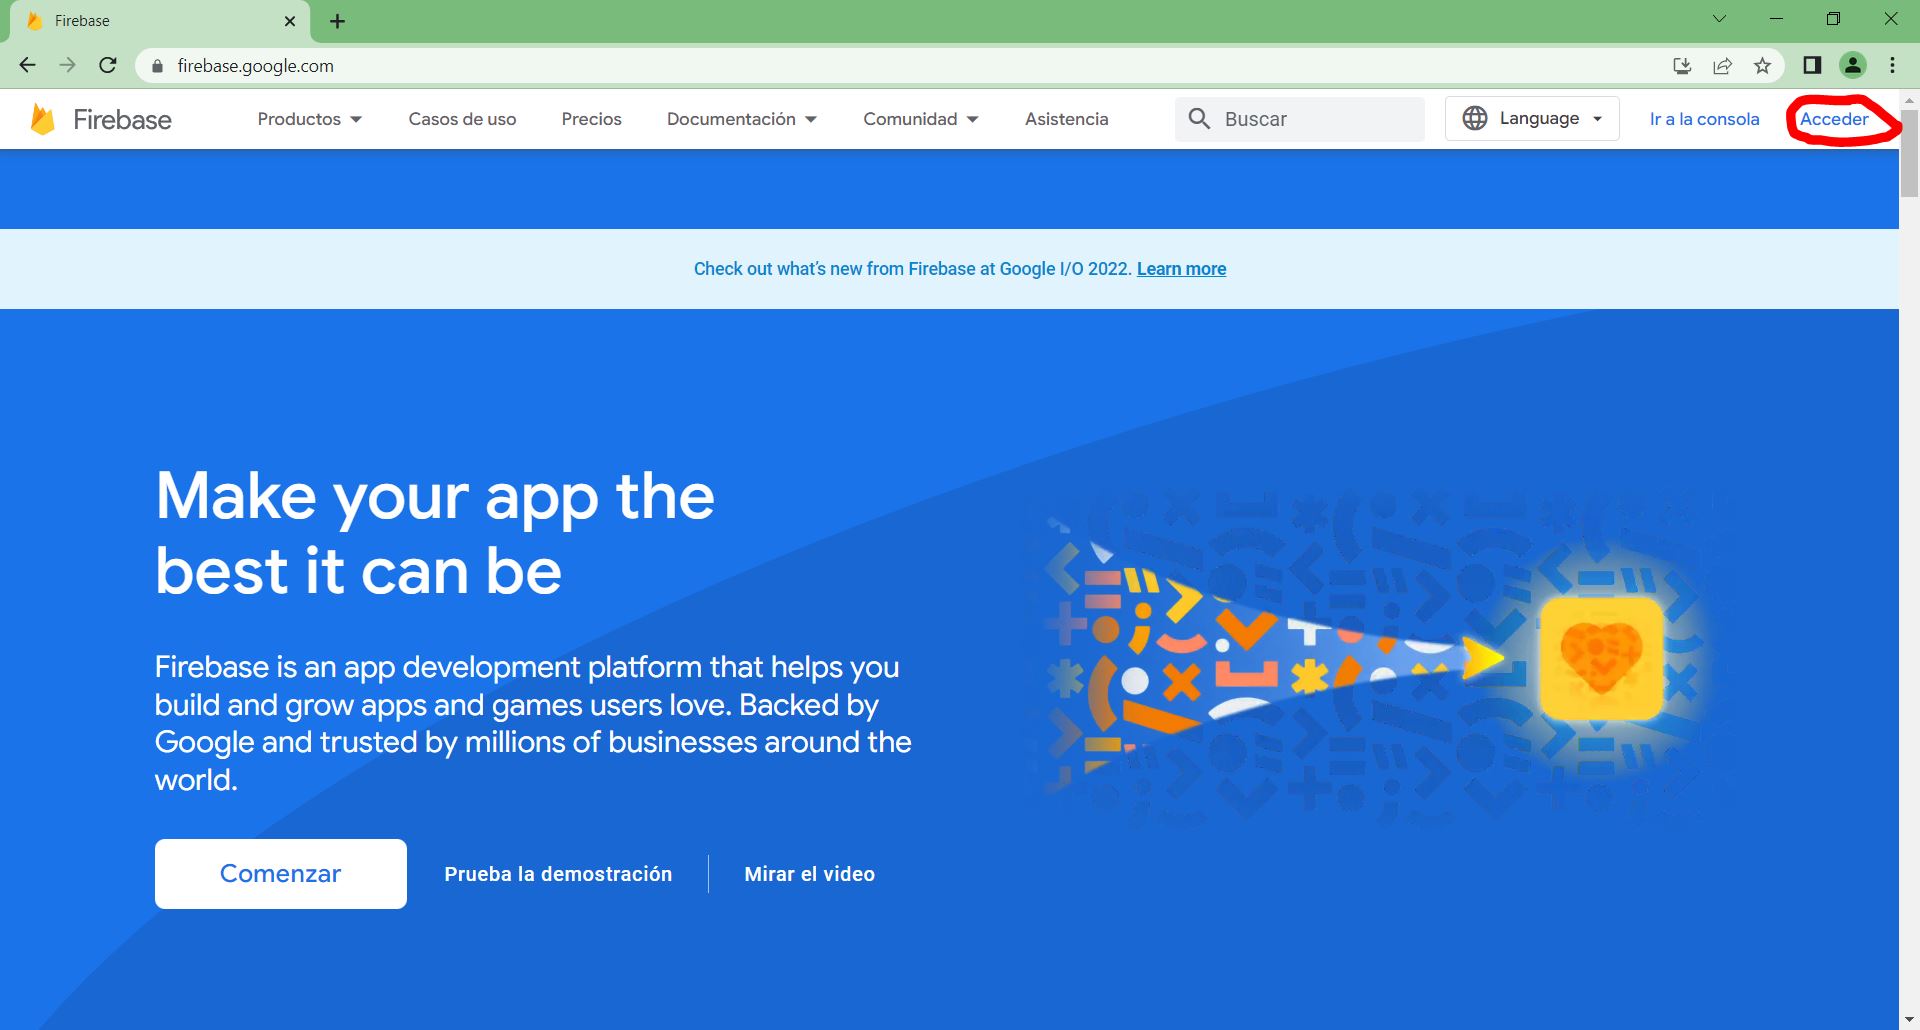 Firebase
firebase.google.com
Firebase
Productos
Casos de uso
Precios
Documentación
Comunidad
Asistencia
Buscar
Language
Ir a la consola
Acceder
Check out what’s new from Firebase at Google I/O 2022. Learn more
Make your app the
best it can be
Firebase is an app development platform that helps you
build and grow apps and games users love. Backed by
Google and trusted by millions of businesses around the
world.
Comenzar
Prueba la demostración
Mirar el video